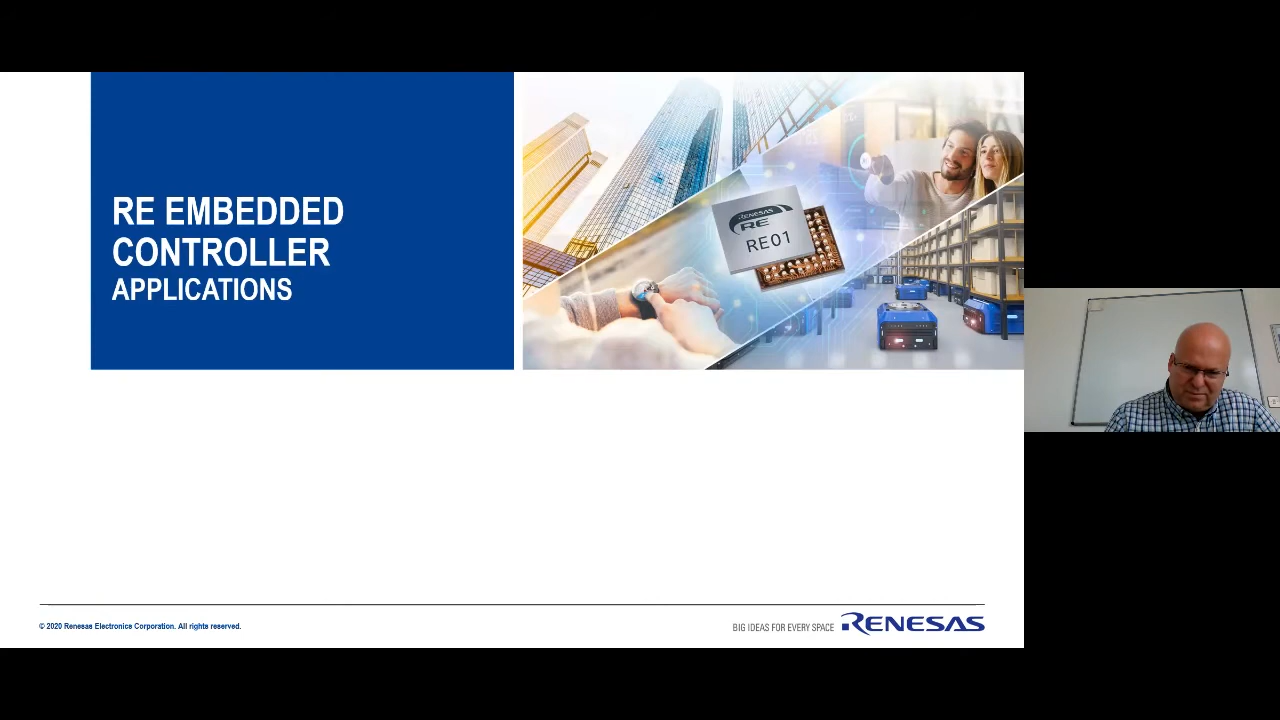 RE EMBEDDED
CONTROLLER
APPLICATIONS
RENESAS
RE
RE01
© 2020 Renesas Electronics Corporation. All rights reserved.
BIG IDEAS FOR EVERY SPACE
RENESAS